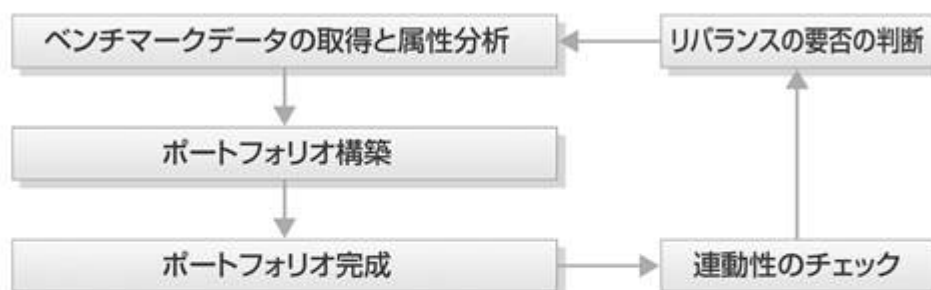 ベンチマークデータの取得と属性分析
リバランスの要否の判断
ポートフォリオ構築
ポートフォリオ完成
連動性のチェック